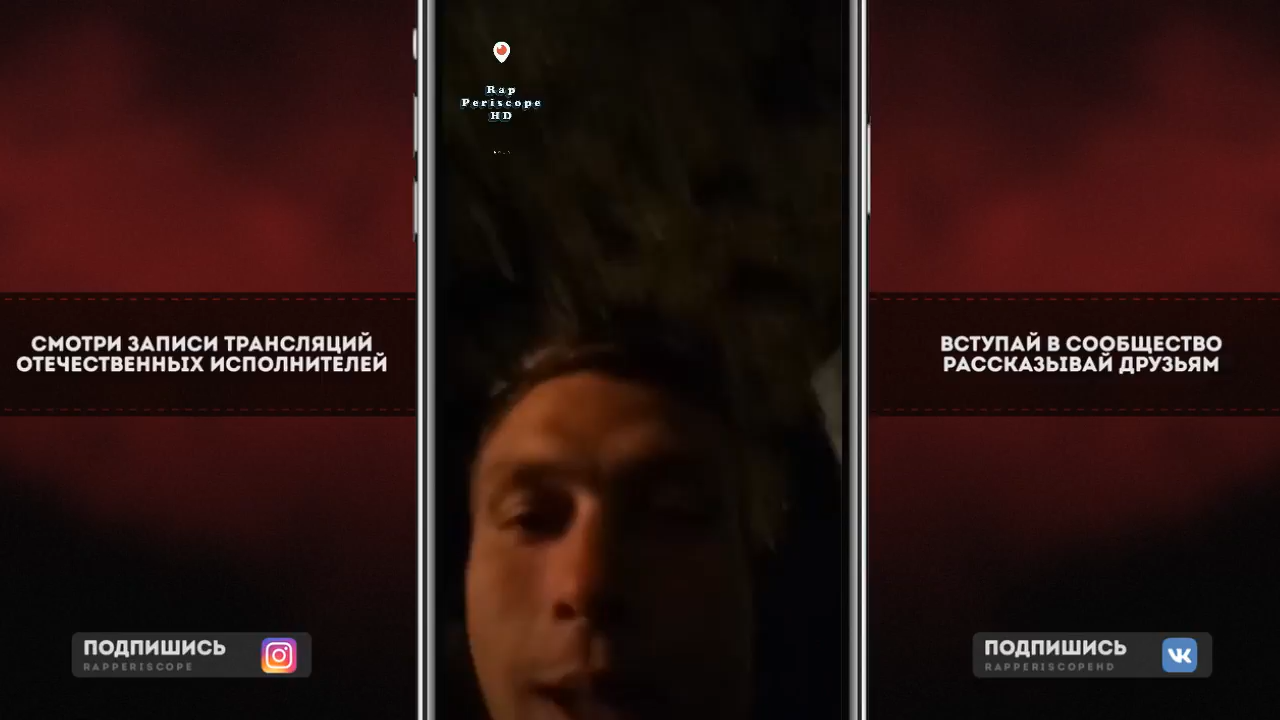 Rap
Periscope
HD
СМОТРИ ЗАПИСИ ТРАНСЛЯЦИЙ
ОТЕЧЕСТВЕННЫХ ИСПОЛНИТЕЛЕЙ
ВСТУПАЙ В СООБЩЕСТВО
РАССКАЗЫВАЙ ДРУЗЬЯМ
ПОДПИШИСЬ
RAPPERISCOPE
ПОДПИШИСЬ
RAPPERISCOPEHD